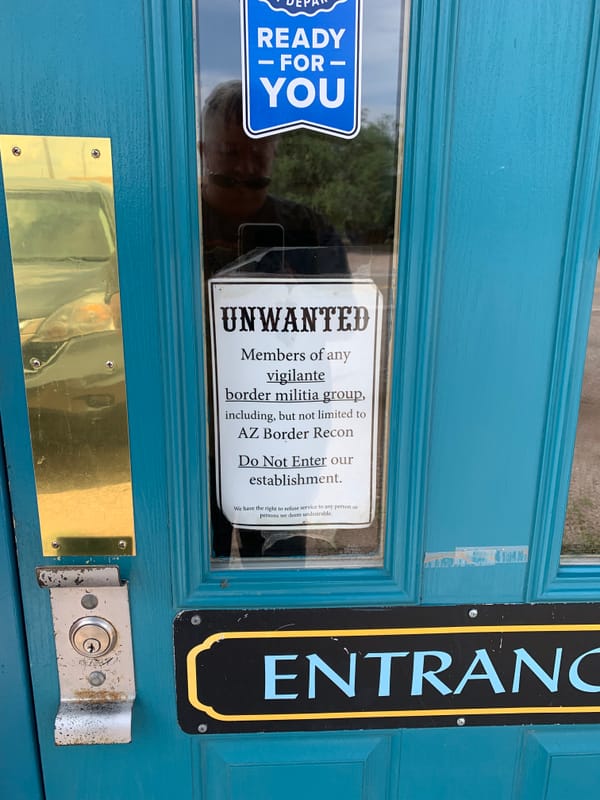 DEPAR
READY
FOR
YOU
UNWANTED
Members of any
vigilante
border militia group,
including, but not limited to
AZ Border Recon
Do Not Enter our
establishment.
We have the right to refuse service to any person or
persons we deem undesirable.
ENTRANC